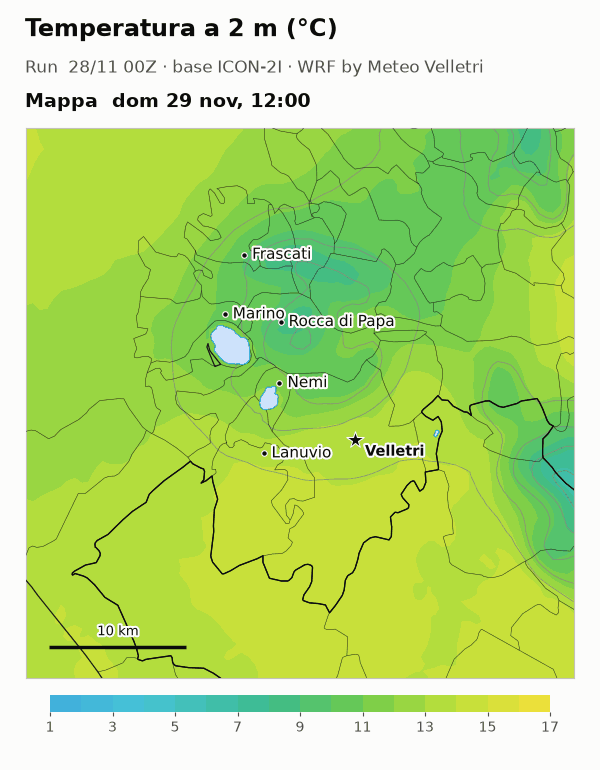 Temperatura a 2 m (°C)
Run  28/11 00Z · base ICON-2I · WRF by Meteo Velletri
Mappa  dom 29 nov, 12:00
Frascati
Marino
Rocca di Papa
Nemi
Velletri
Lanuvio
10 km
1 3 5 7 9 11 13 15 17